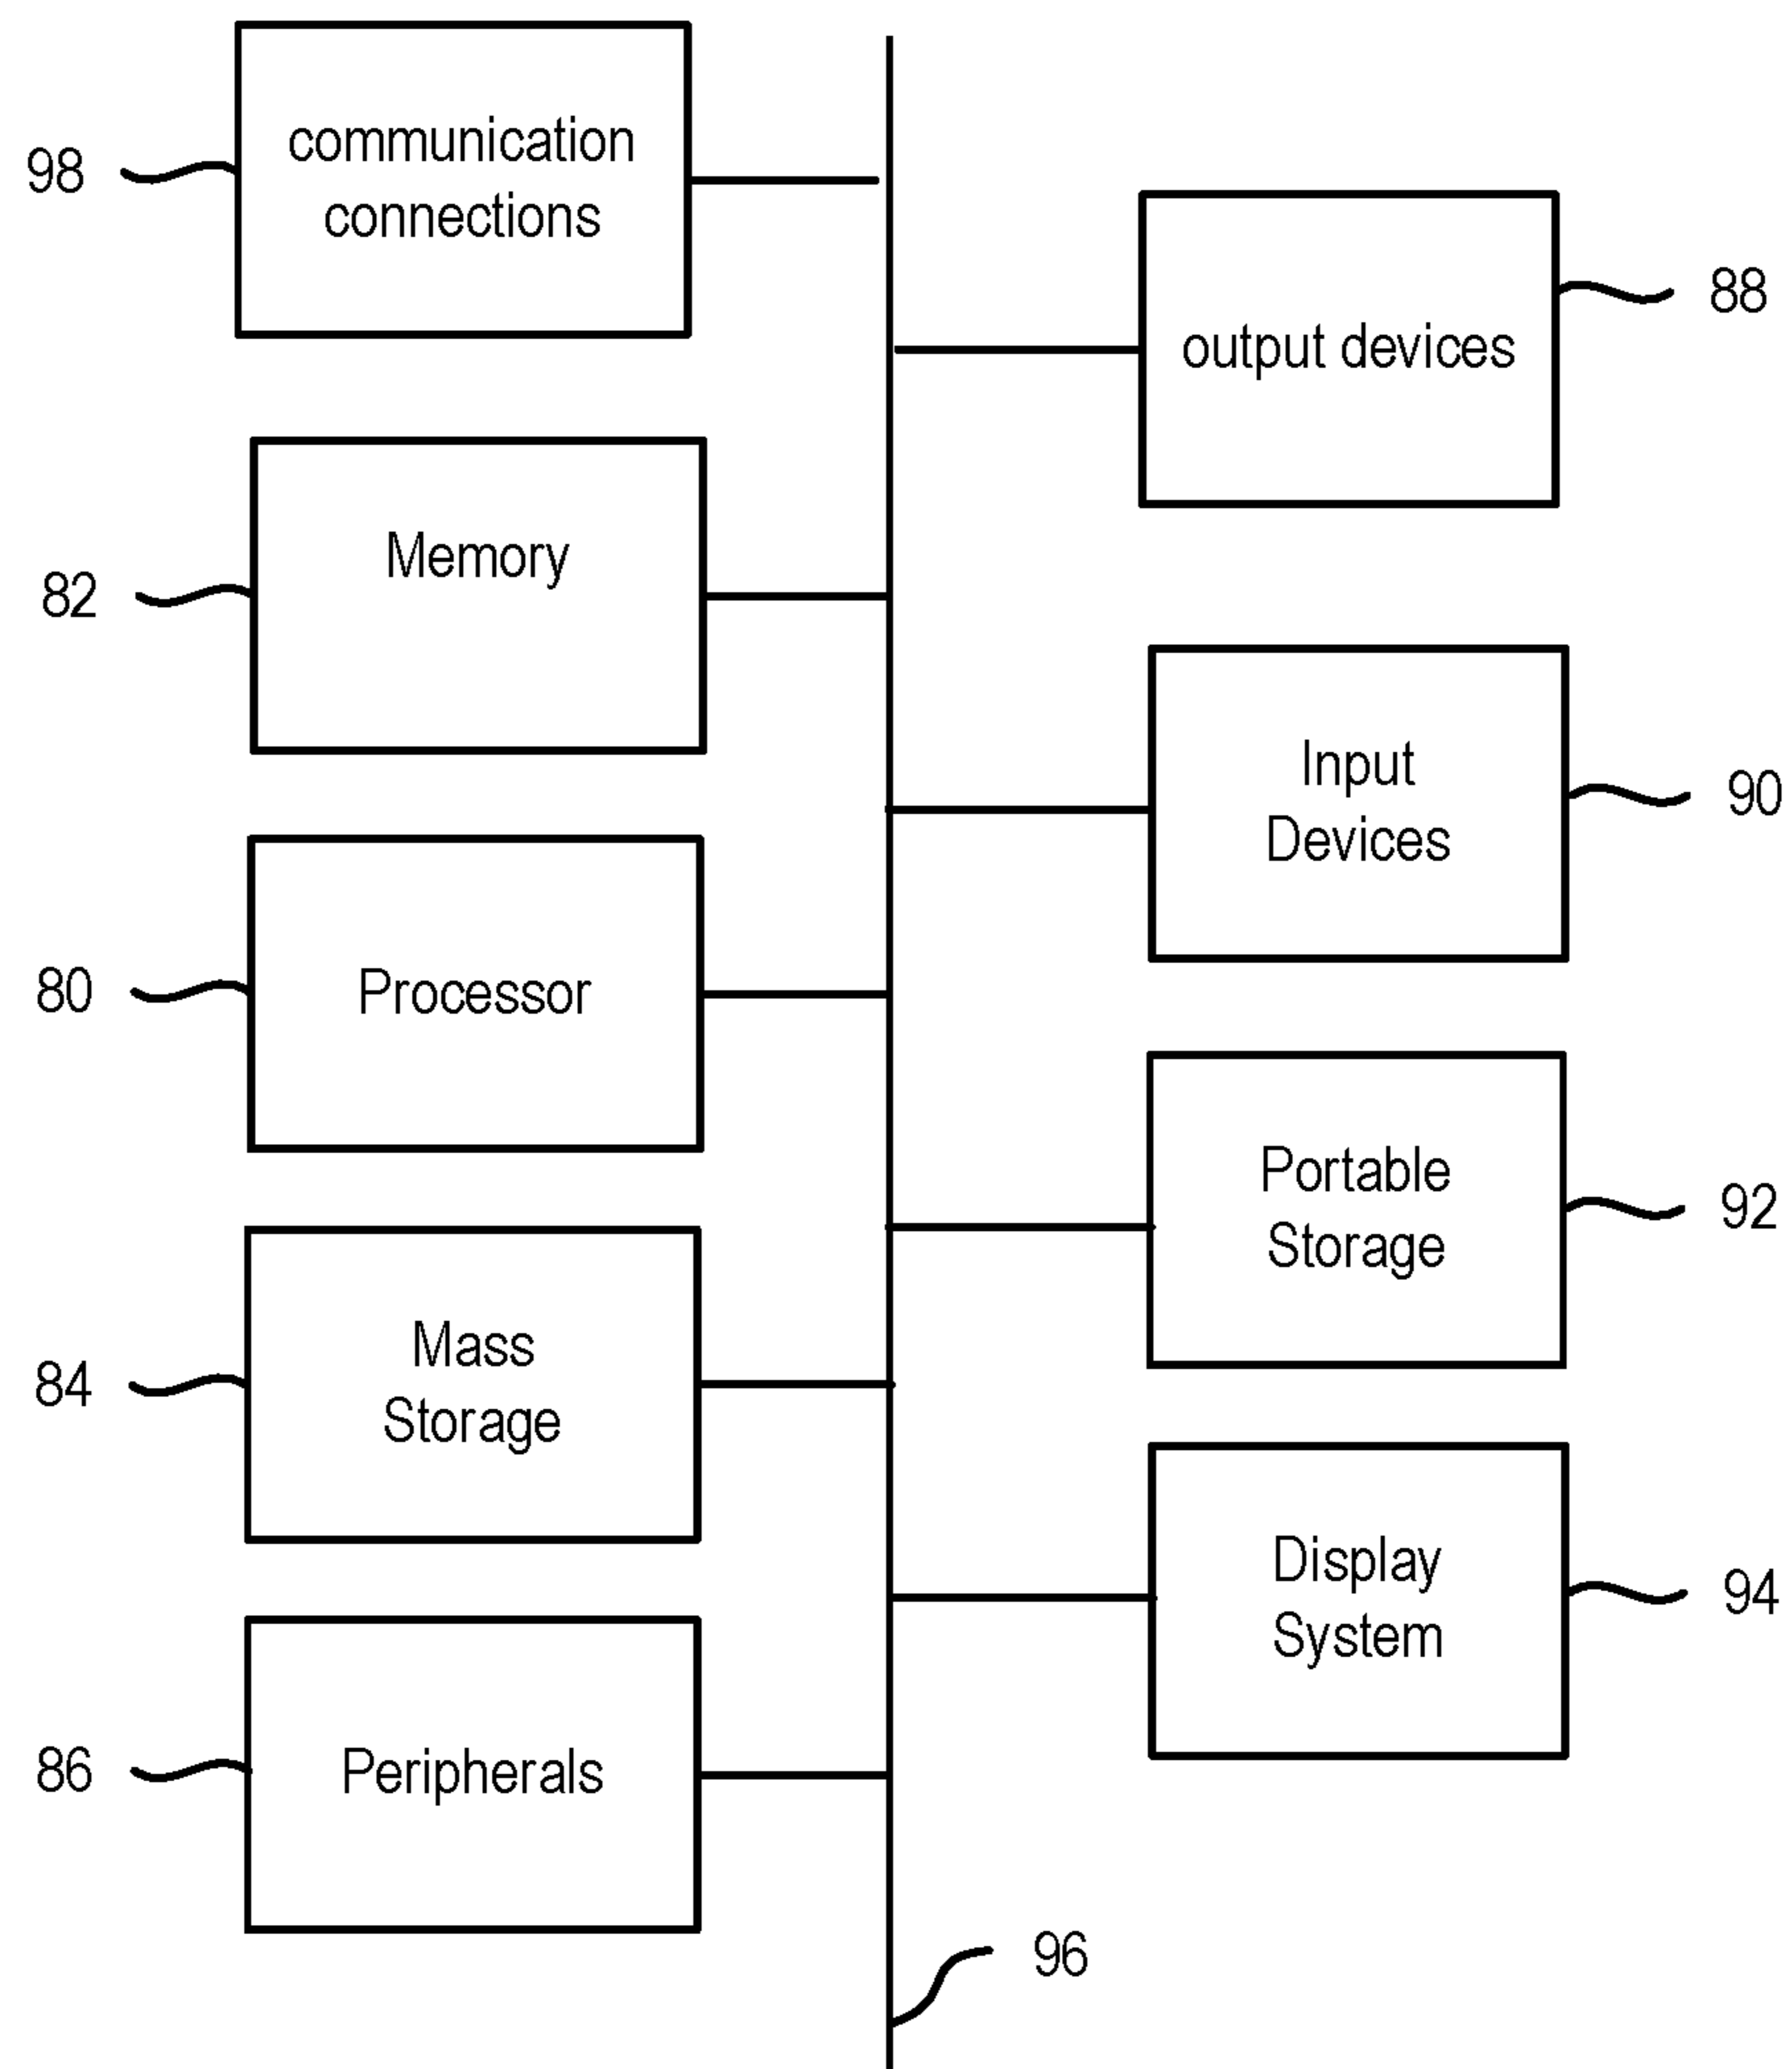 98
communication
connections
88
output devices
82
Memory
90
Input
Devices
80
Processor
92
Portable
Storage
84
Mass
Storage
94
Display
System
86
Peripherals
96